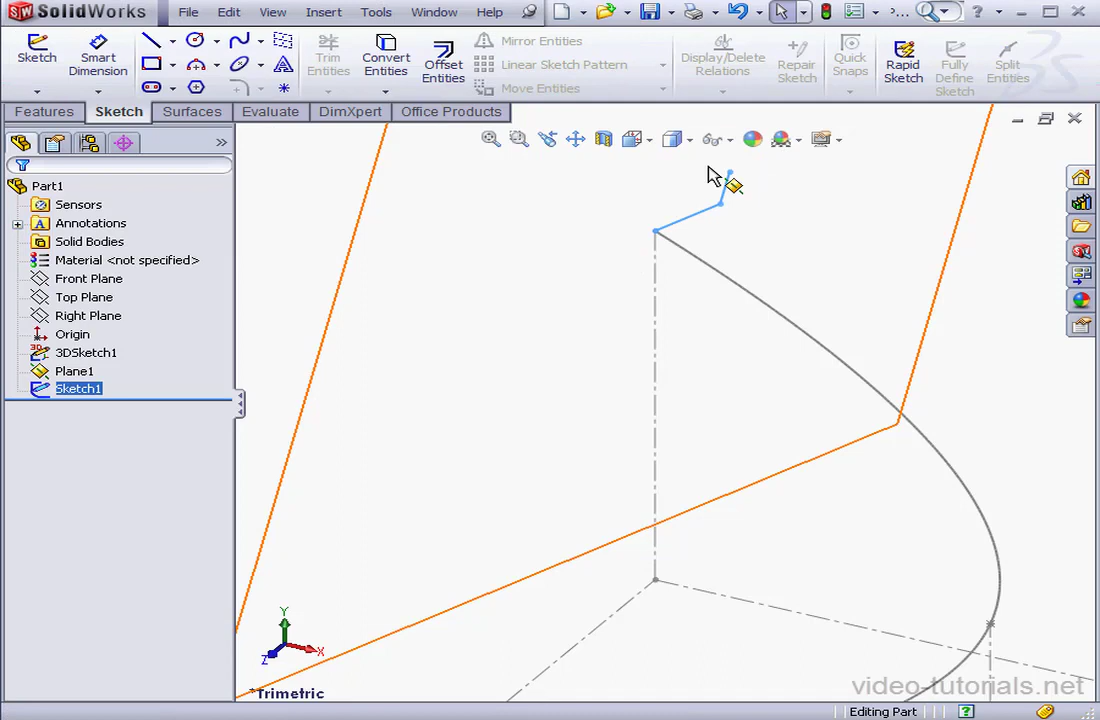 SolidWorks File Edit View Insert Tools Window Help
Sketch Smart Dimension Trim Entities Convert Entities Offset Entities Mirror Entities Linear Sketch Pattern Move Entities Display/Delete Relations Repair Sketch Quick Snaps Rapid Sketch Fully Define Sketch Split Entities
Features Sketch Surfaces Evaluate DimXpert Office Products
Part1
Sensors
Annotations
Solid Bodies
Material <not specified>
Front Plane
Top Plane
Right Plane
Origin
3DSketch1
Plane1
Sketch1
Y
X
Z
*Trimetric
video-tutorials.net
Editing Part